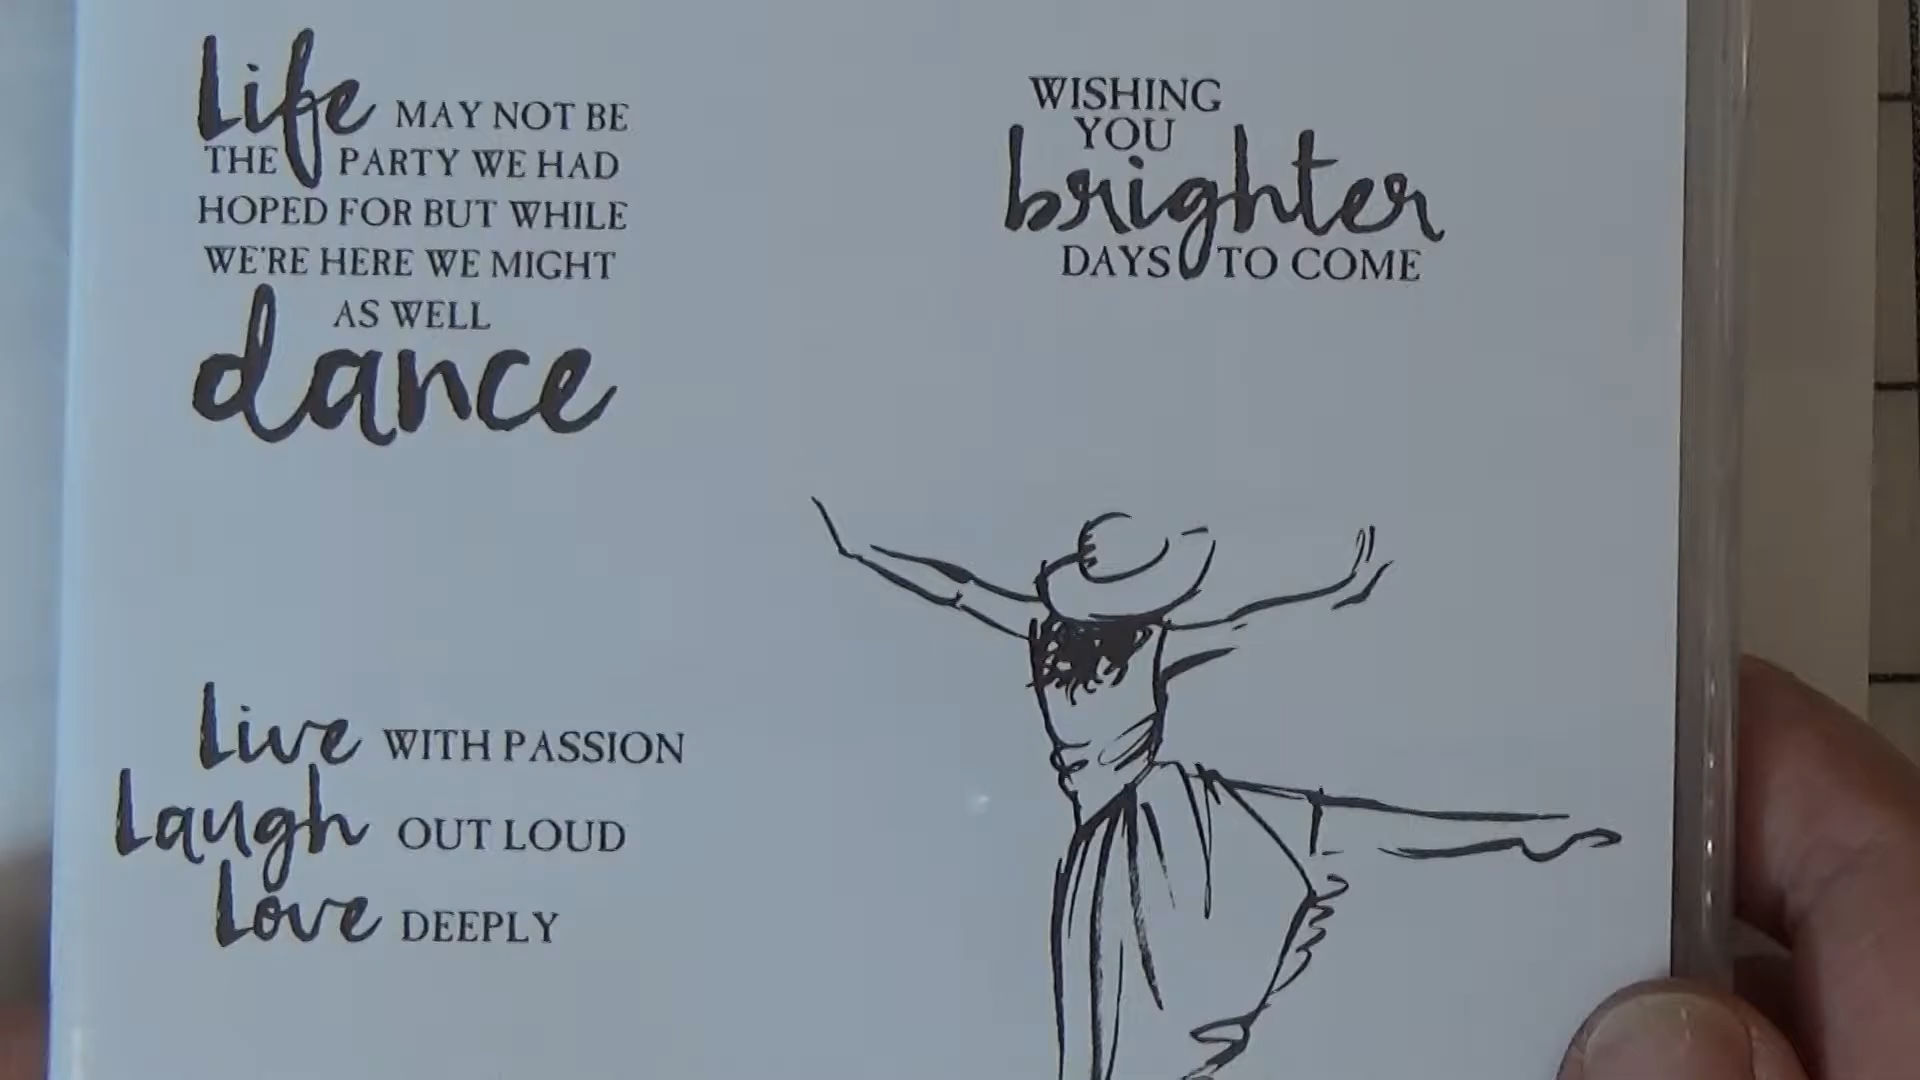 Life MAY NOT BE
THE PARTY WE HAD
HOPED FOR BUT WHILE
WE'RE HERE WE MIGHT
AS WELL
dance
WISHING
YOU
brighter
DAYS TO COME
Live WITH PASSION
Laugh OUT LOUD
Love DEEPLY